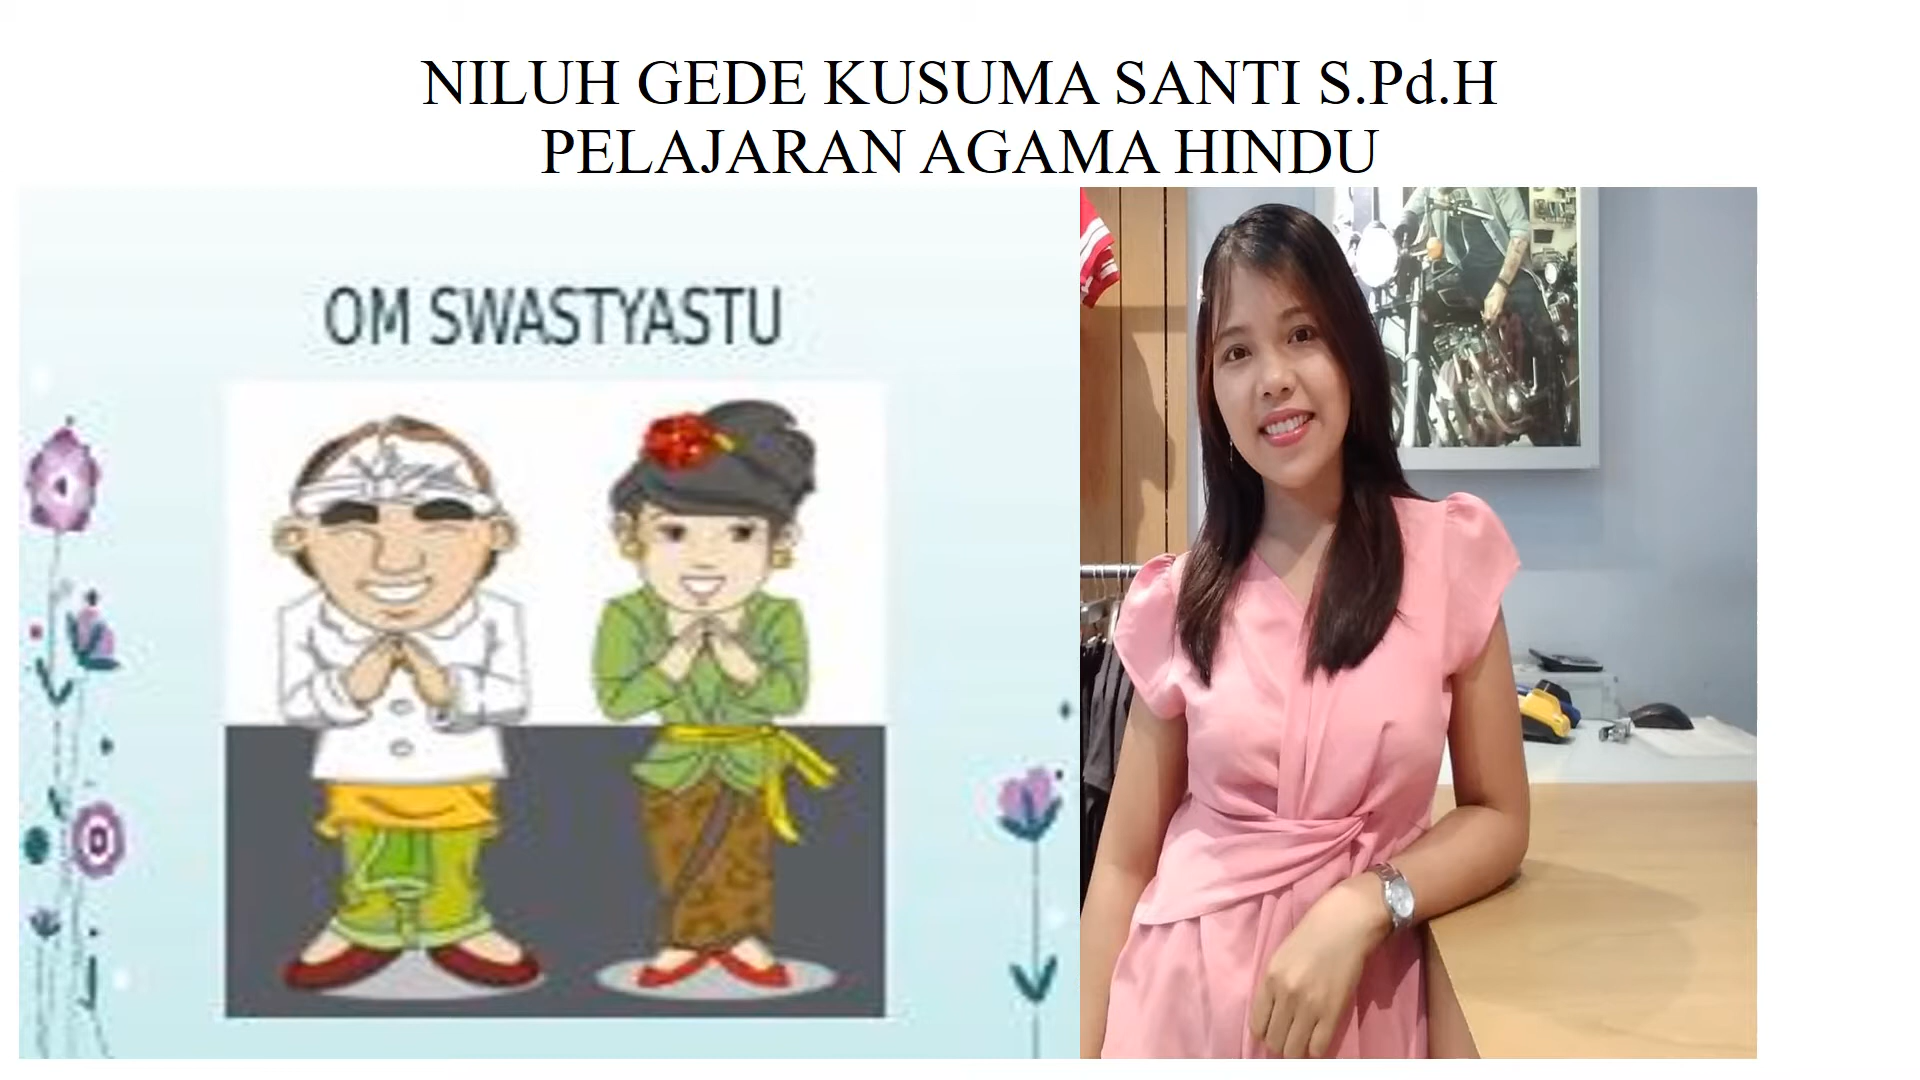 NILUH GEDE KUSUMA SANTI S.Pd.H
PELAJARAN AGAMA HINDU
OM SWASTYASTU